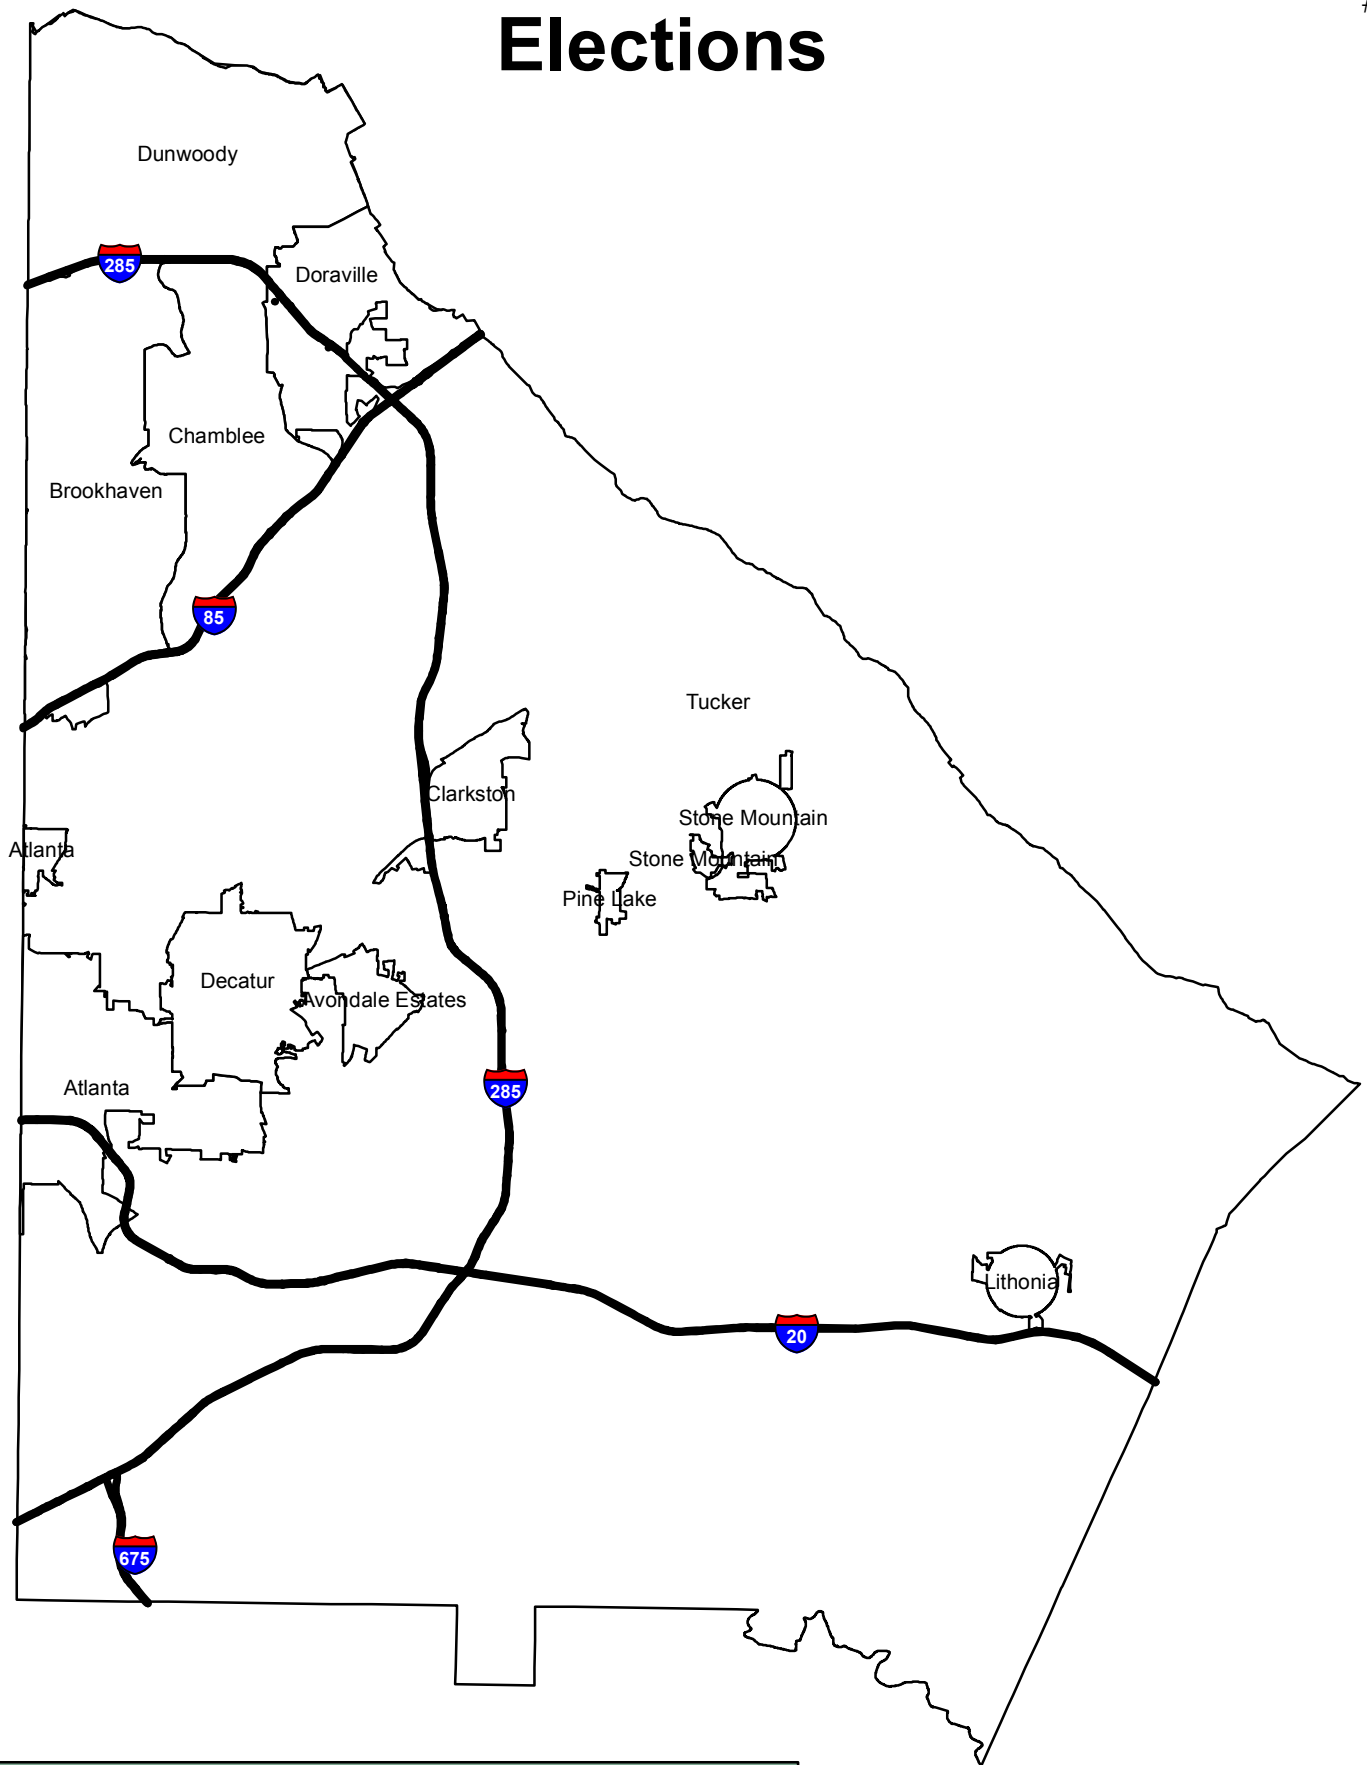 Elections
Dunwoody
285
Doraville
Chamblee
Brookhaven
85
Tucker
Clarkston
Stone Mountain
Atlanta
Stone Mountain
Pine Lake
Decatur
Avondale Estates
Atlanta
285
Lithonia
20
675